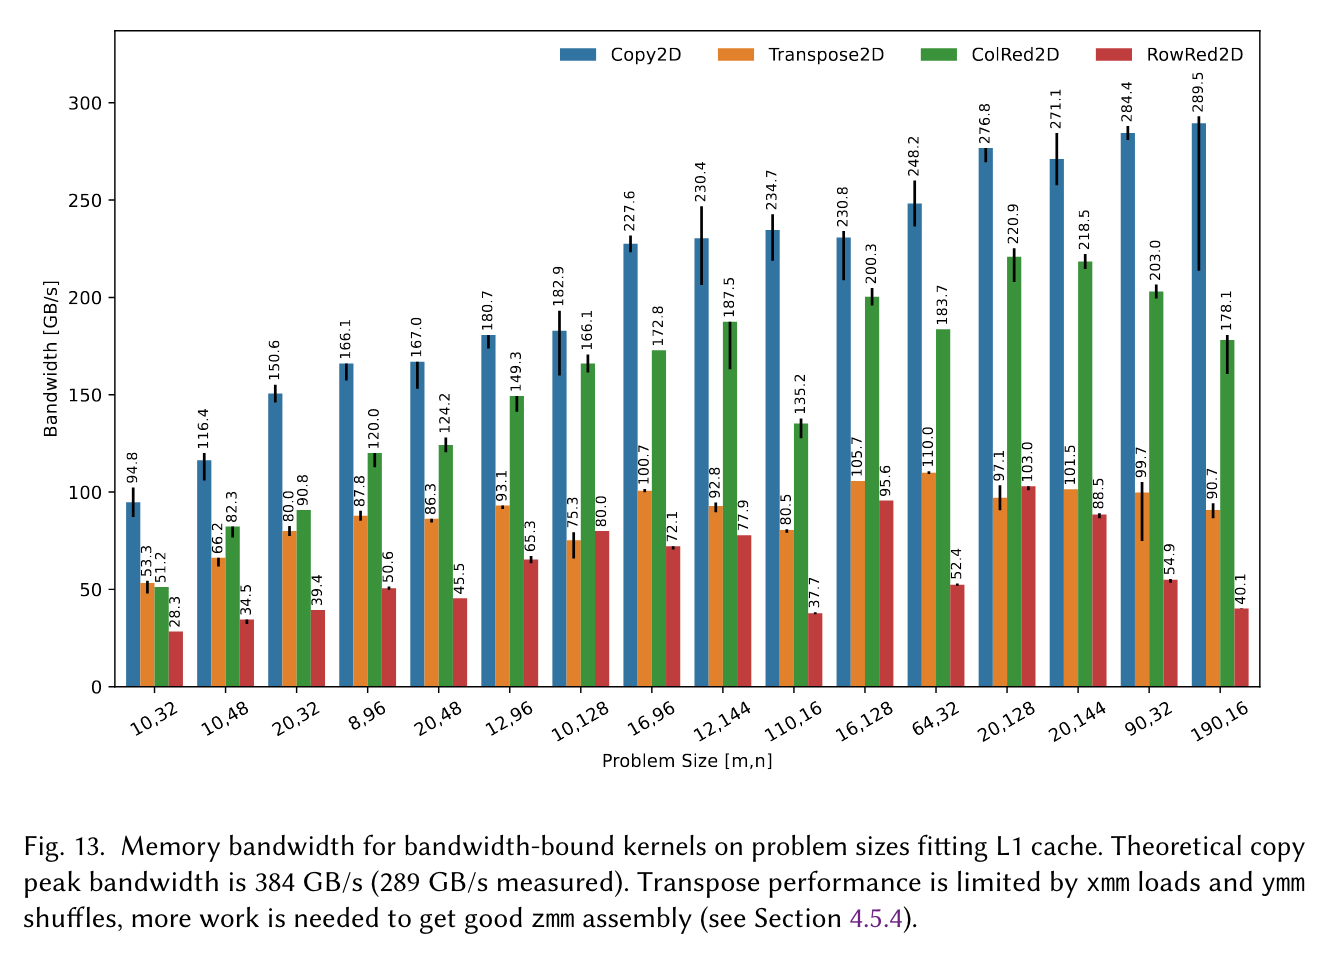 Copy2D Transpose2D ColRed2D RowRed2D
Bandwidth [GB/s]
300
250
200
150
100
50
0
94.8 53.3 51.2 28.3
116.4 66.2 82.3 34.5
150.6 80.0 90.8 39.4
166.1 87.8 120.0 50.6
167.0 86.3 124.2 45.5
180.7 93.1 149.3 65.3
182.9 75.3 166.1 80.0
227.6 100.7 172.8 72.1
230.4 92.8 187.5 77.9
234.7 80.5 135.2 37.7
230.8 105.7 200.3 95.6
248.2 110.0 183.7 52.4
276.8 97.1 220.9 103.0
271.1 101.5 218.5 88.5
284.4 99.7 203.0 54.9
289.5 90.7 178.1 40.1
10,32 10,48 20,32 8,96 20,48 12,96 10,128 16,96 12,144 110,16 16,128 64,32 20,128 20,144 90,32 190,16
Problem Size [m,n]
Fig. 13. Memory bandwidth for bandwidth-bound kernels on problem sizes fitting L1 cache. Theoretical copy
peak bandwidth is 384 GB/s (289 GB/s measured). Transpose performance is limited by xmm loads and ymm
shuffles, more work is needed to get good zmm assembly (see Section 4.5.4).